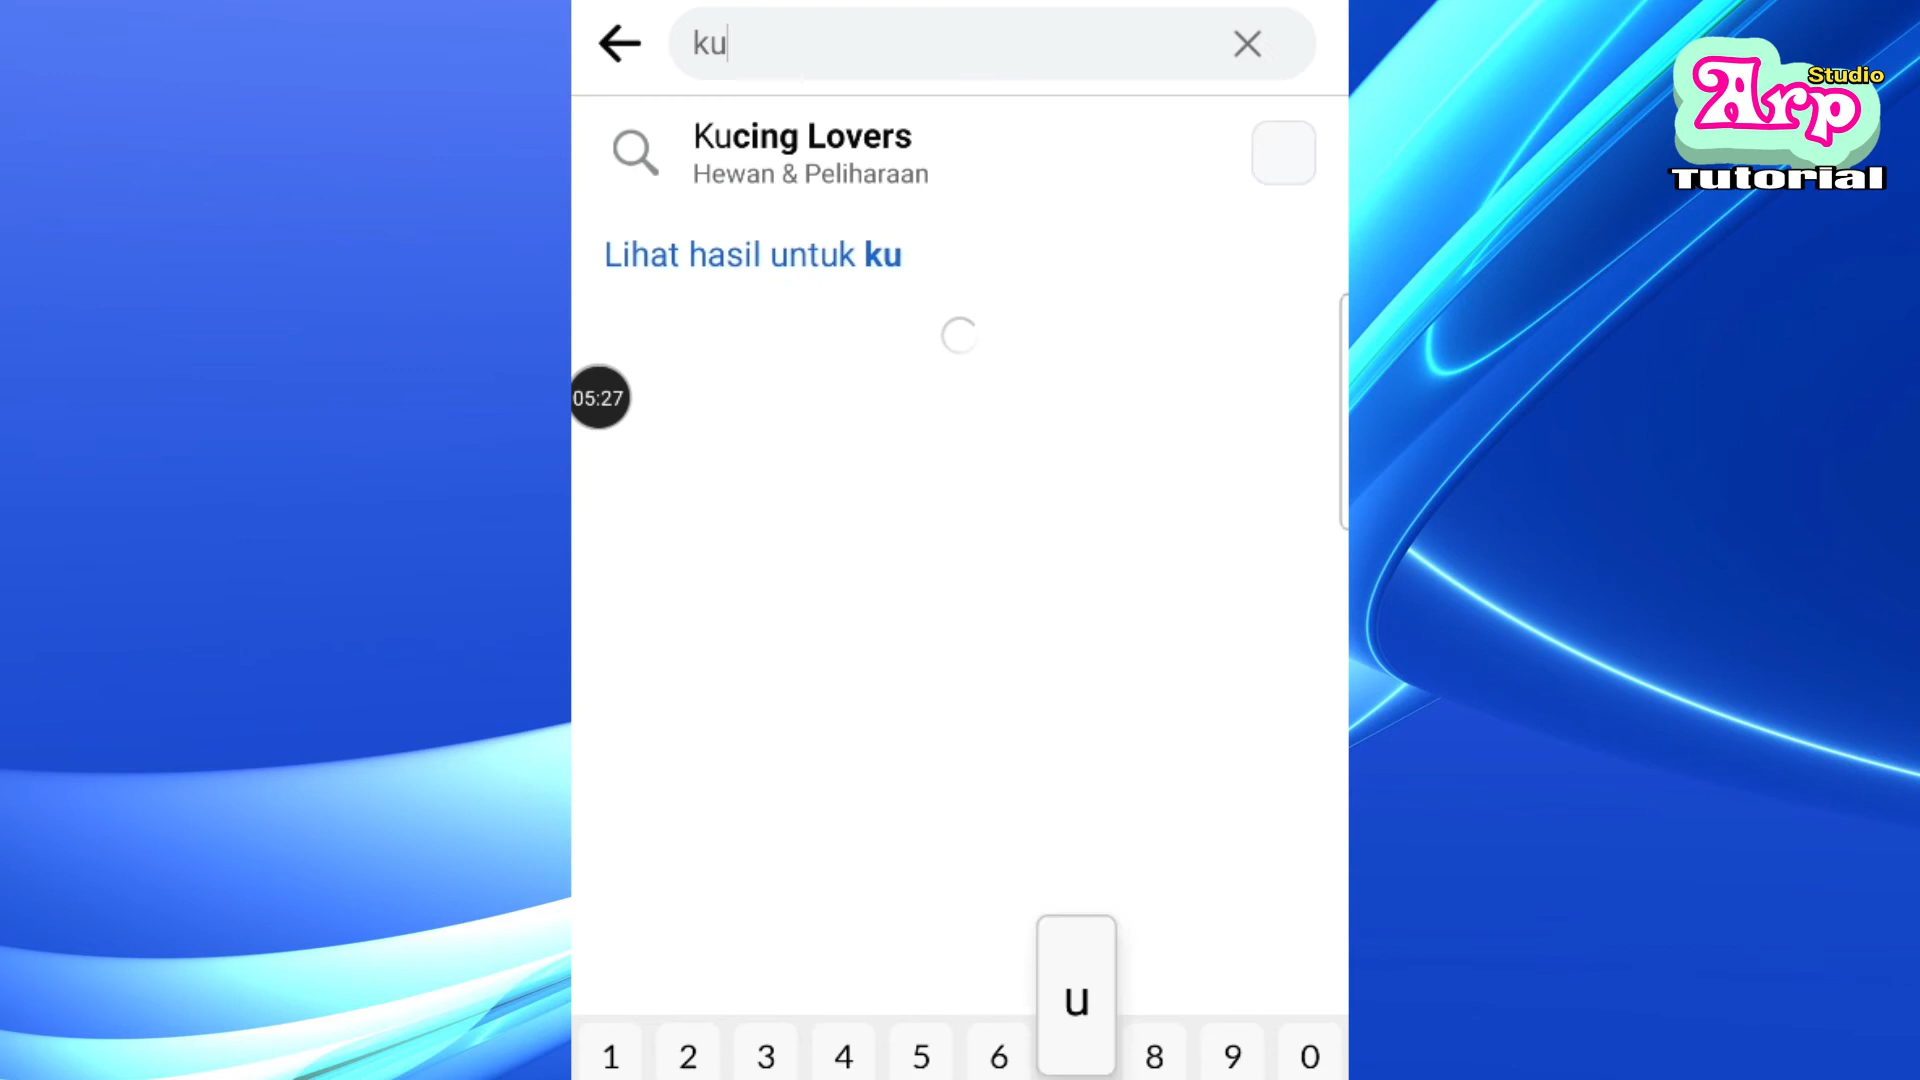 ku
Kucing Lovers
Hewan & Peliharaan
Lihat hasil untuk ku
05:27
u
1 2 3 4 5 6 8 9 0
Arp Studio
Tutorial